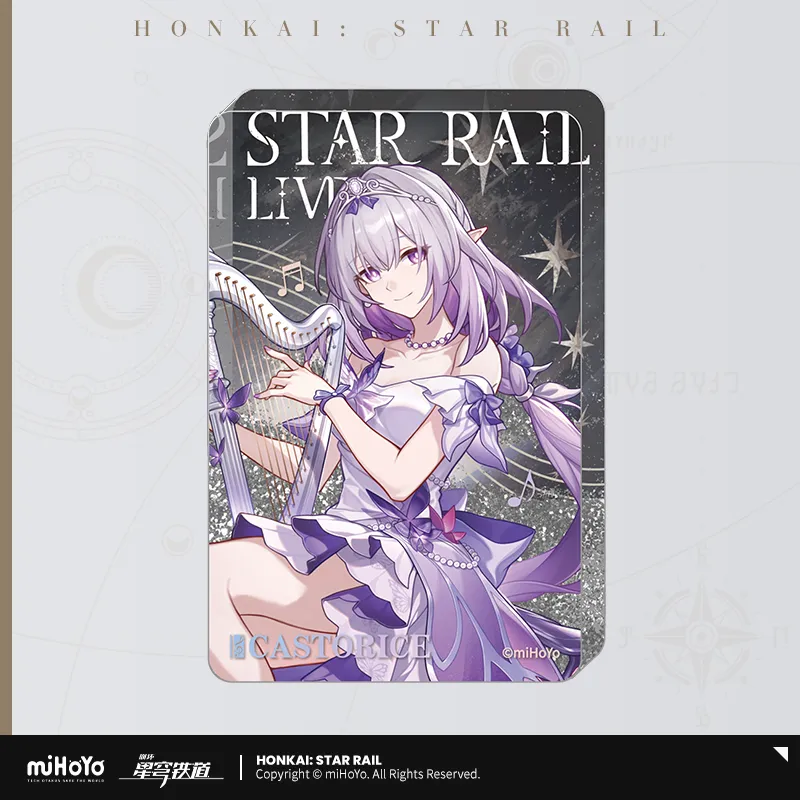 HONKAI: STAR RAIL
STAR RAIL
LIVE
CASTORICE
©miHoYo
miHoYo
TECH OTAKUS SAVE THE WORLD
崩坏
星穹铁道
HONKAI: STAR RAIL
Copyright © miHoYo. All Rights Reserved.